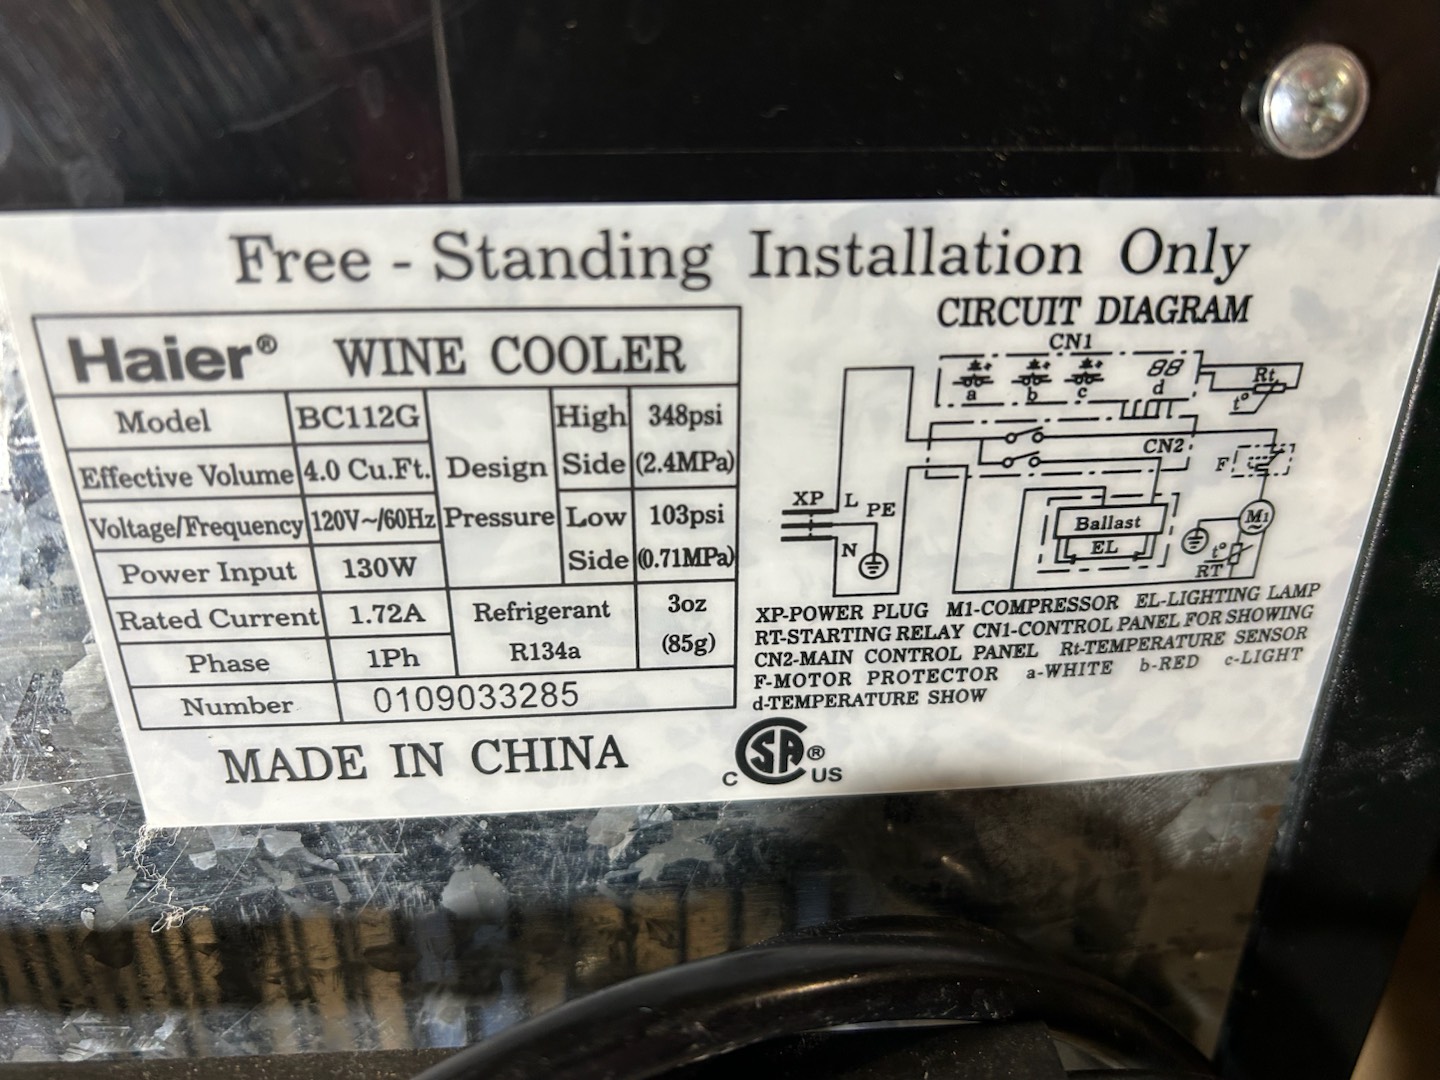 Free - Standing Installation Only
Haier® WINE COOLER
Model BC112G
Effective Volume 4.0 Cu.Ft.
Voltage/Frequency 120V~/60Hz
Power Input 130W
Rated Current 1.72A
Phase 1Ph
Number 0109033285
Design Pressure
High Side 348psi (2.4MPa)
Low Side 103psi (0.71MPa)
Refrigerant R134a
3oz (85g)
MADE IN CHINA
CIRCUIT DIAGRAM
CN1
88
a b c d
Rt
t°
CN2
F
XP L PE
N
Ballast
EL
M1
~
t°
RT
XP-POWER PLUG M1-COMPRESSOR EL-LIGHTING LAMP
RT-STARTING RELAY CN1-CONTROL PANEL FOR SHOWING
CN2-MAIN CONTROL PANEL Rt-TEMPERATURE SENSOR
F-MOTOR PROTECTOR a-WHITE b-RED c-LIGHT
d-TEMPERATURE SHOW
C SA ® US